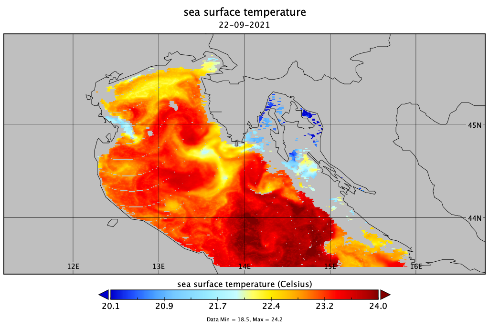 sea surface temperature
22-09-2021
45N
44N
12E 13E 14E 15E 16E
sea surface temperature (Celsius)
20.1 20.9 21.7 22.4 23.2 24.0
Data Min = 18.5, Max = 24.2